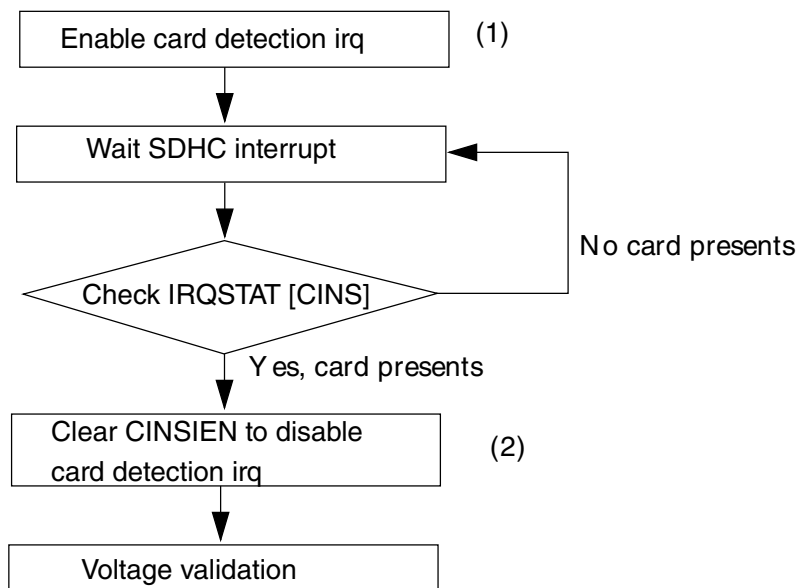 Enable card detection irq
(1)
Wait SDHC interrupt
No card presents
Check IRQSTAT [CINS]
Yes, card presents
Clear CINSIEN to disable
card detection irq
(2)
Voltage validation